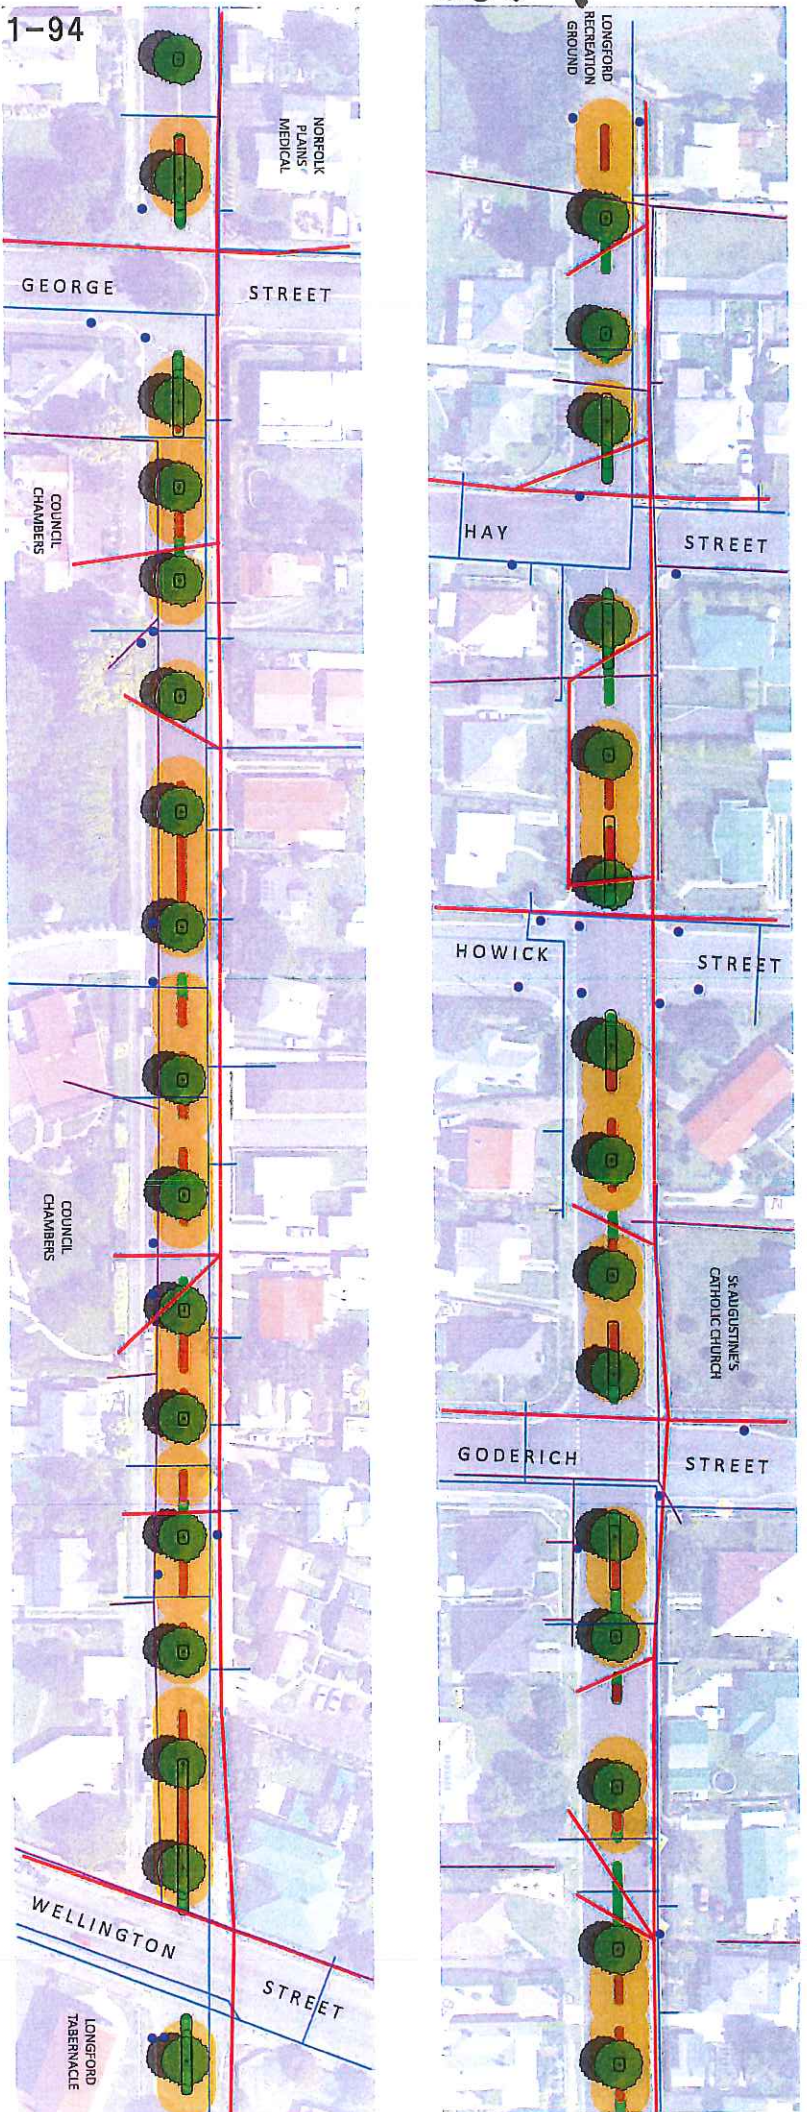 1-94
NORFOLK
PLAINS
MEDICAL
GEORGE STREET
COUNCIL
CHAMBERS
COUNCIL
CHAMBERS
WELLINGTON STREET
LONGFORD
TABERNACLE
LONGFORD
RECREATION
GROUND
HAY STREET
HOWICK STREET
St AUGUSTINE'S
CATHOLIC CHURCH
GODERICH STREET